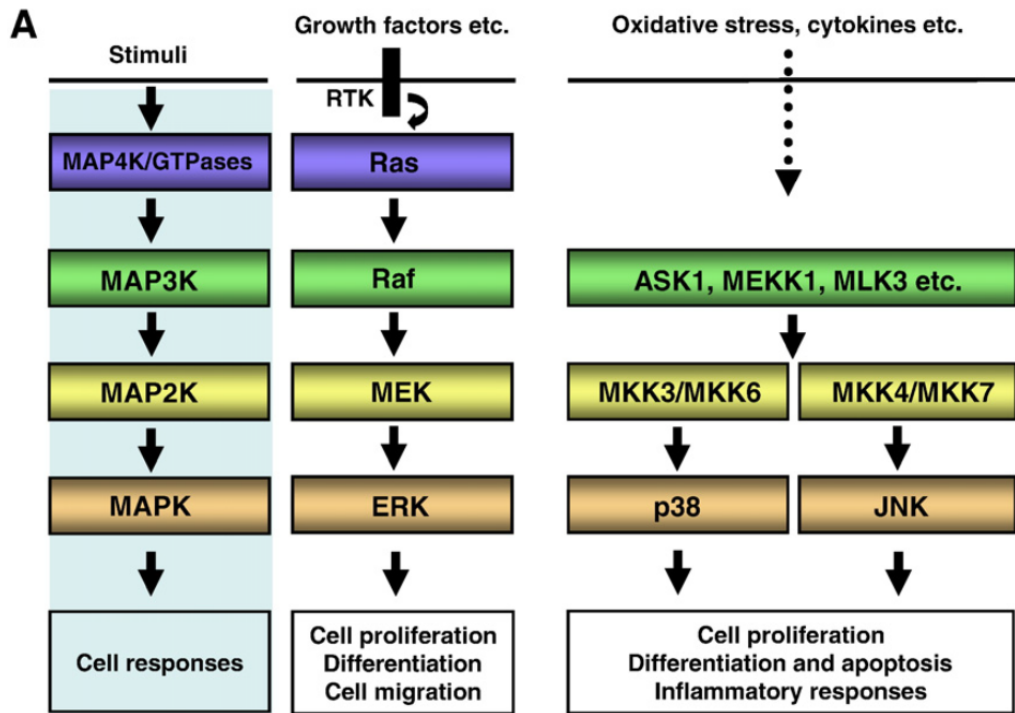 A
Stimuli
Growth factors etc.
Oxidative stress, cytokines etc.
RTK
MAP4K/GTPases
Ras
MAP3K
Raf
ASK1, MEKK1, MLK3 etc.
MAP2K
MEK
MKK3/MKK6
MKK4/MKK7
MAPK
ERK
p38
JNK
Cell responses
Cell proliferation
Differentiation
Cell migration
Cell proliferation
Differentiation and apoptosis
Inflammatory responses